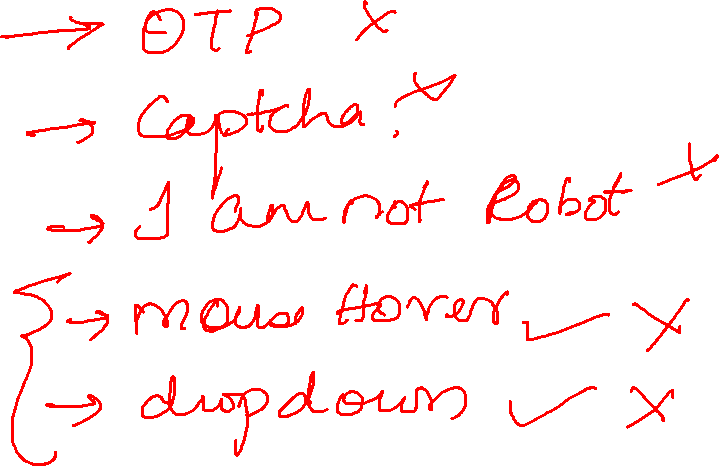 → OTP ×
→ Captcha. ×
→ I am not Robot ×
→ mouse Hover ✓ ×
→ dropdown ✓ ×